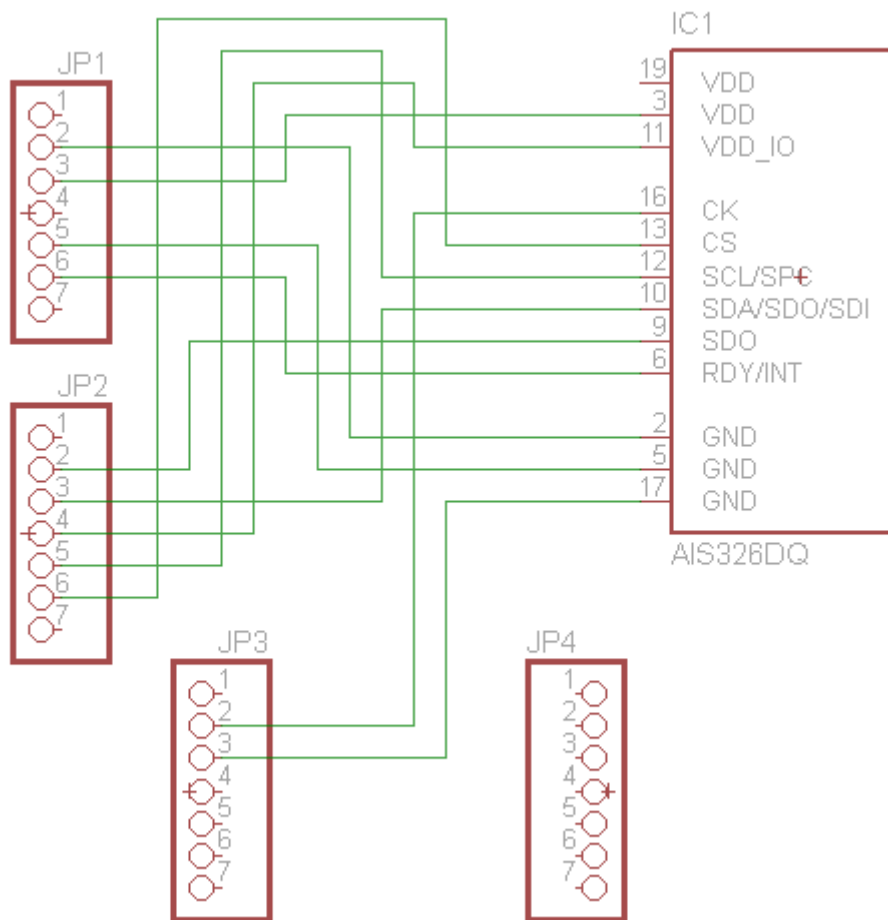 IC1
JP1
1
2
3
4
5
6
7
19 VDD
3 VDD
11 VDD_IO
16 CK
13 CS
12 SCL/SPC
10 SDA/SDO/SDI
9 SDO
6 RDY/INT
2 GND
5 GND
17 GND
AIS326DQ
JP2
1
2
3
4
5
6
7
JP3
1
2
3
4
5
6
7
JP4
1
2
3
4
5
6
7